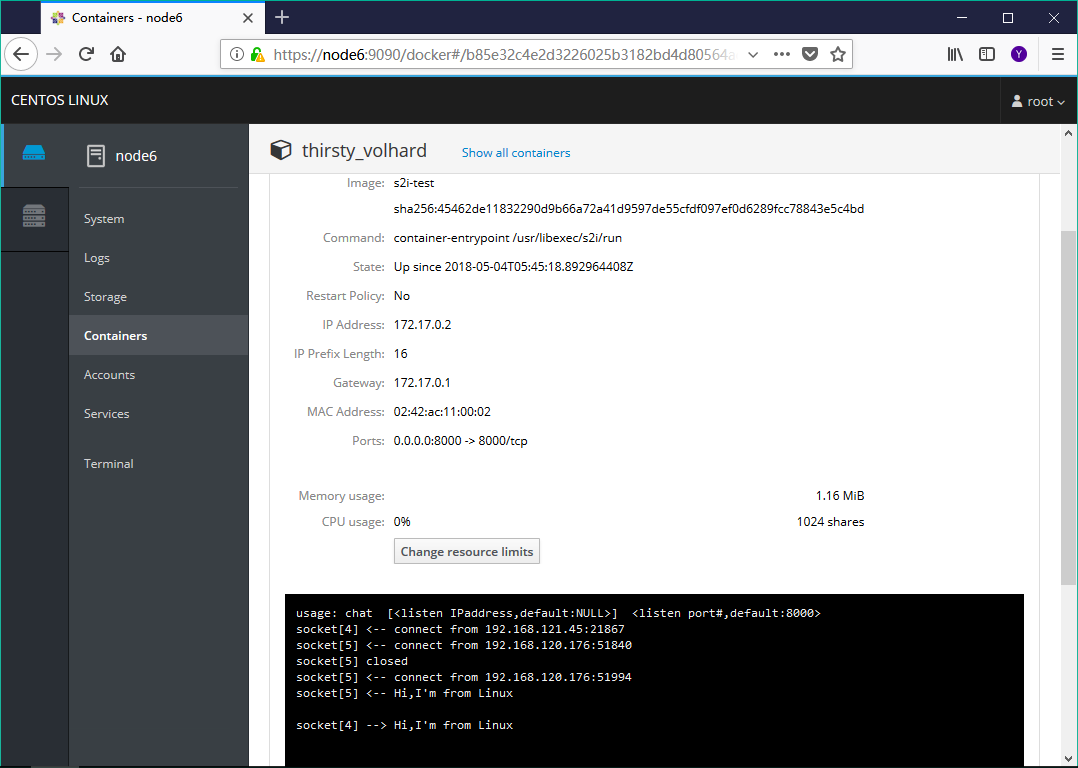 Containers - node6
https://node6:9090/docker#/b85e32c4e2d3226025b3182bd4d80564a
Y
CENTOS LINUX
root
node6
thirsty_volhard
Show all containers
System
Logs
Storage
Containers
Accounts
Services
Terminal
Image: s2i-test
sha256:45462de11832290d9b66a72a41d9597de55cfdf097ef0d6289fcc78843e5c4bd
Command: container-entrypoint /usr/libexec/s2i/run
State: Up since 2018-05-04T05:45:18.892964408Z
Restart Policy: No
IP Address: 172.17.0.2
IP Prefix Length: 16
Gateway: 172.17.0.1
MAC Address: 02:42:ac:11:00:02
Ports: 0.0.0.0:8000 -> 8000/tcp
Memory usage: 1.16 MiB
CPU usage: 0% 1024 shares
Change resource limits
usage: chat  [<listen IPaddress,default:NULL>]  <listen port#,default:8000>
socket[4] <-- connect from 192.168.121.45:21867
socket[5] <-- connect from 192.168.120.176:51840
socket[5] closed
socket[5] <-- connect from 192.168.120.176:51994
socket[5] <-- Hi,I'm from Linux
socket[4] --> Hi,I'm from Linux